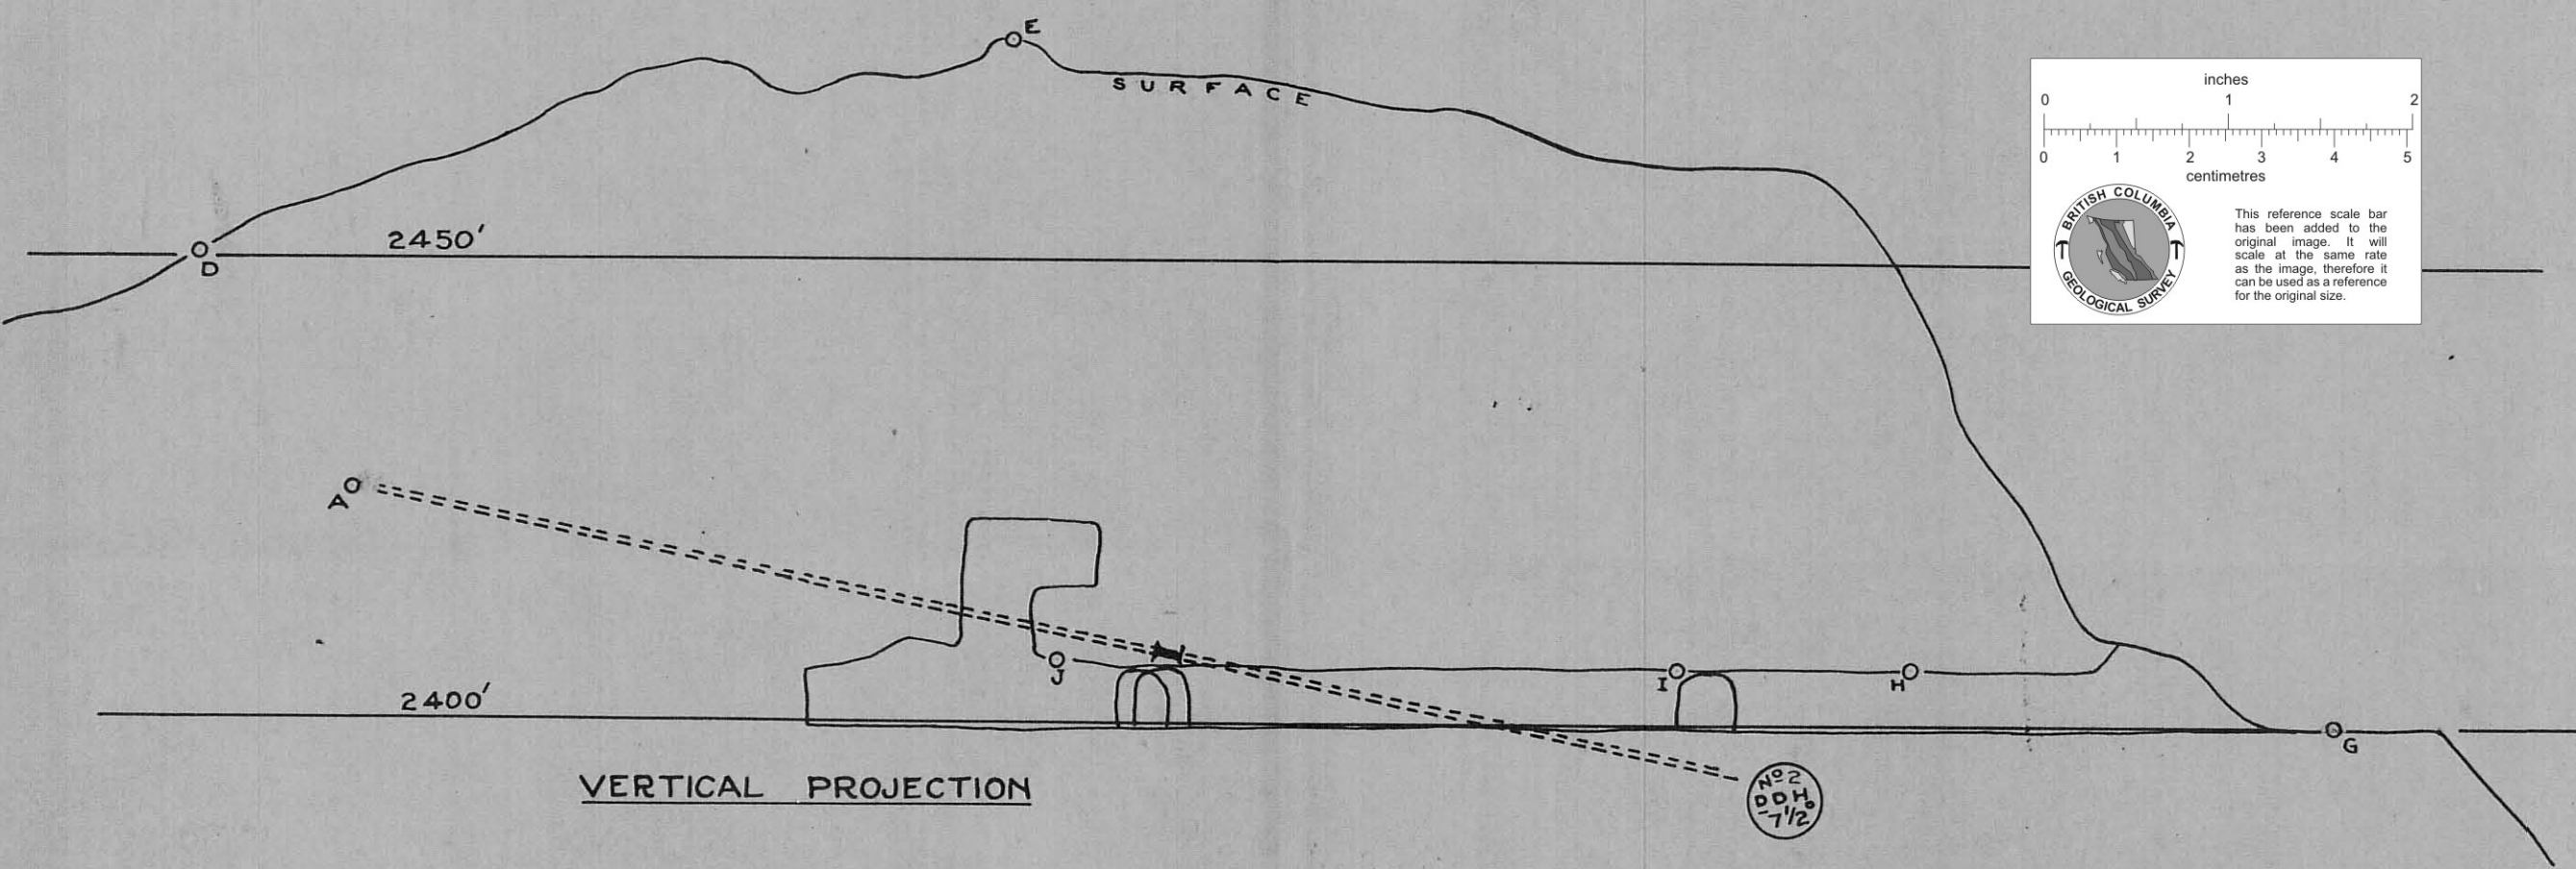 E
SURFACE
2450'
D
A
J
I
H
2400'
G
VERTICAL PROJECTION
Nº 2
DDH
-7 1/2°
inches
0 1 2
0 1 2 3 4 5
centimetres
BRITISH COLUMBIA
GEOLOGICAL SURVEY
This reference scale bar
has been added to the
original image. It will
scale at the same rate
as the image, therefore it
can be used as a reference
for the original size.